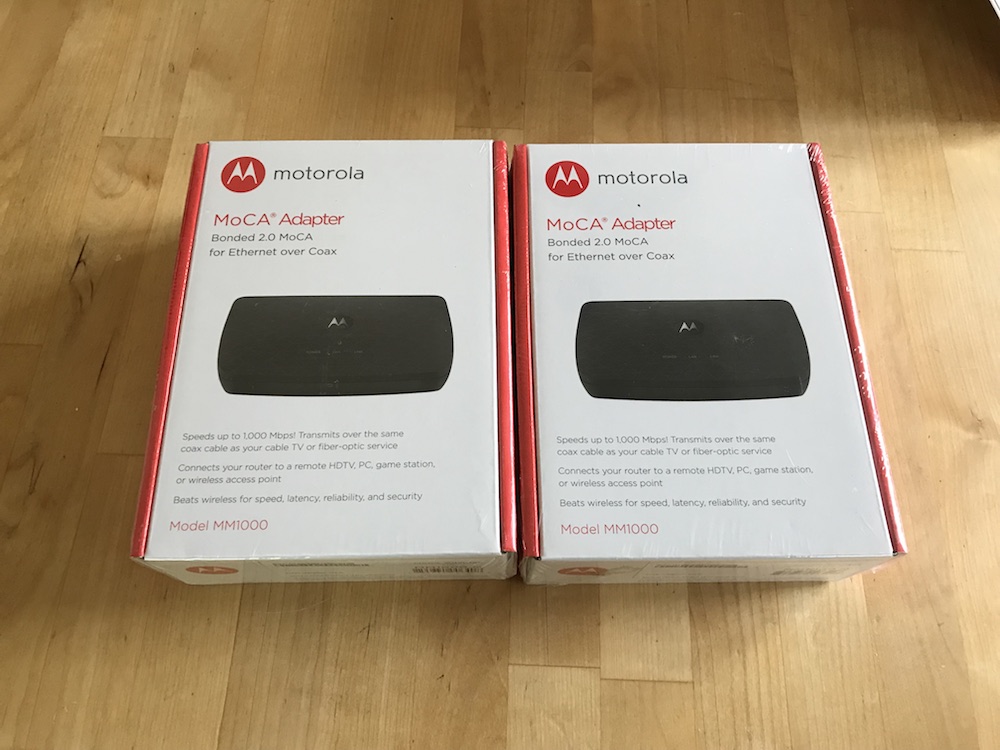 motorola
MoCA® Adapter
Bonded 2.0 MoCA
for Ethernet over Coax
Speeds up to 1,000 Mbps! Transmits over the same
coax cable as your cable TV or fiber-optic service
Connects your router to a remote HDTV, PC, game station,
or wireless access point
Beats wireless for speed, latency, reliability, and security
Model MM1000
motorola
MoCA® Adapter
Bonded 2.0 MoCA
for Ethernet over Coax
Speeds up to 1,000 Mbps! Transmits over the same
coax cable as your cable TV or fiber-optic service
Connects your router to a remote HDTV, PC, game station,
or wireless access point
Beats wireless for speed, latency, reliability, and security
Model MM1000